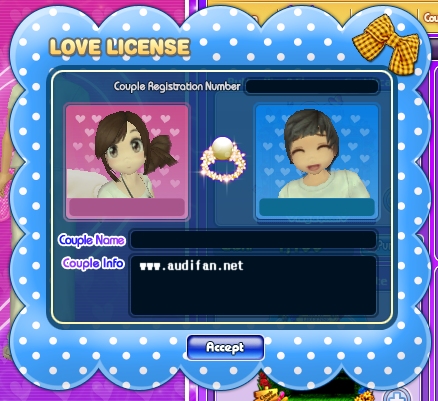 LOVE LICENSE
Couple Registration Number
Couple Name
Couple Info
www.audifan.net
Accept